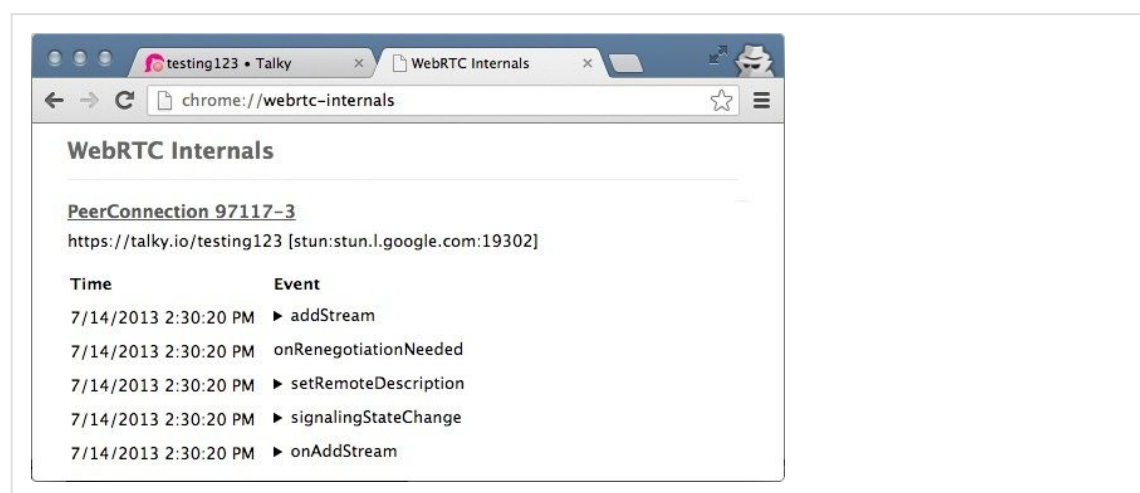 testing123 • Talky
WebRTC Internals
chrome://webrtc-internals
WebRTC Internals
PeerConnection 97117-3
https://talky.io/testing123 [stun:stun.l.google.com:19302]
Time Event
7/14/2013 2:30:20 PM ▶ addStream
7/14/2013 2:30:20 PM onRenegotiationNeeded
7/14/2013 2:30:20 PM ▶ setRemoteDescription
7/14/2013 2:30:20 PM ▶ signalingStateChange
7/14/2013 2:30:20 PM ▶ onAddStream